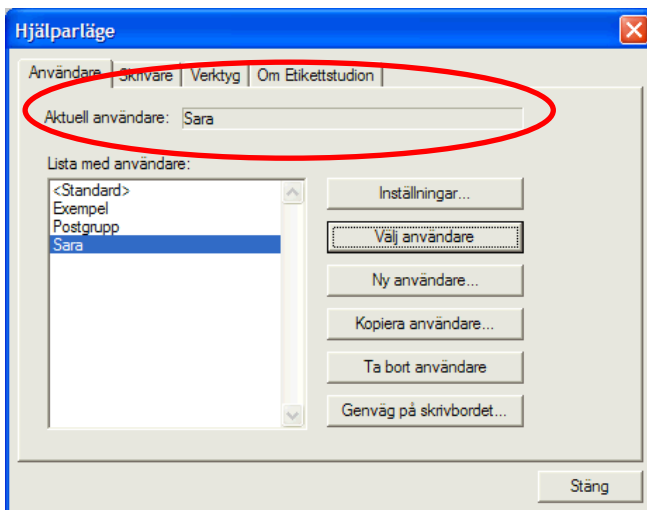 Hjälparläge
Användare Skrivare Verktyg Om Etikettstudion
Aktuell användare: Sara
Lista med användare:
<Standard>
Exempel
Postgrupp
Sara
Inställningar...
Välj användare
Ny användare...
Kopiera användare...
Ta bort användare
Genväg på skrivbordet...
Stäng